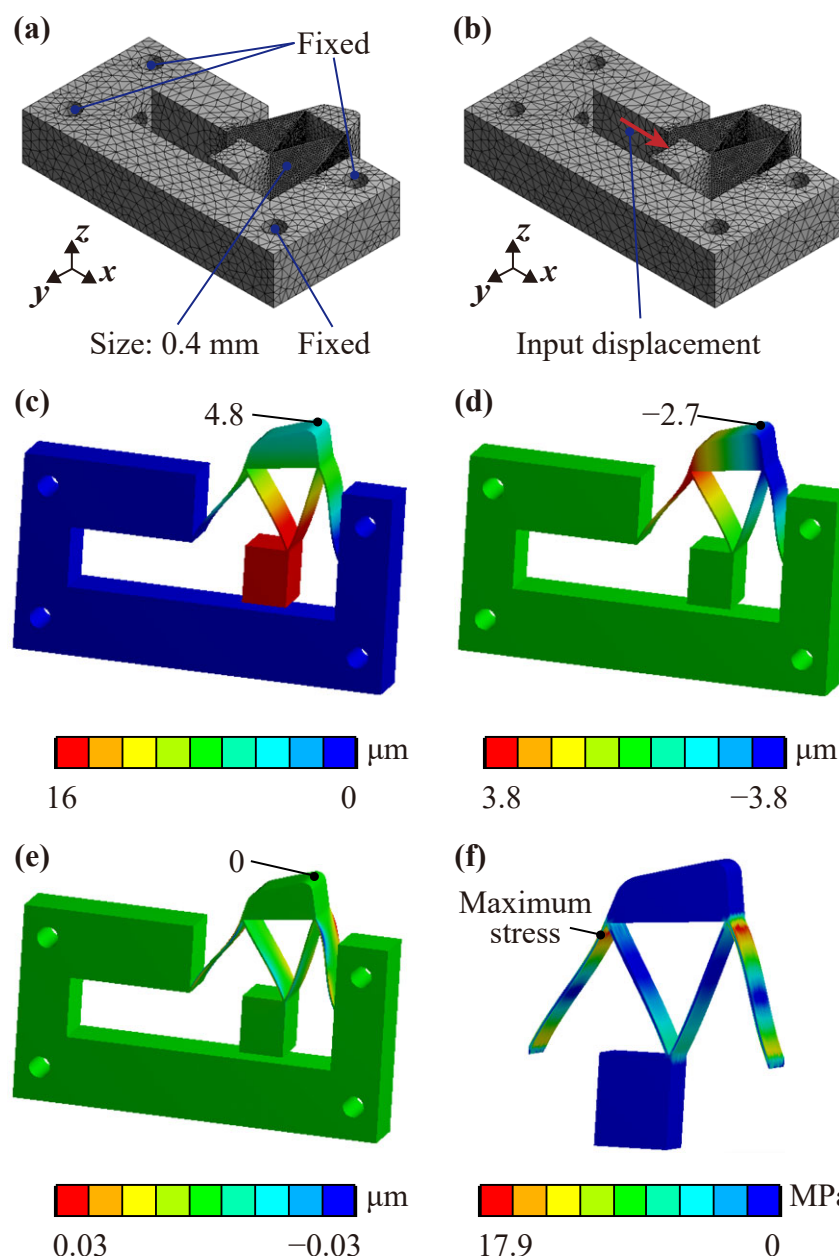 (a)
Fixed
z
y
x
Size: 0.4 mm
Fixed
(b)
z
y
x
Input displacement
(c)
4.8
μm
16
0
(d)
−2.7
μm
3.8
−3.8
(e)
0
μm
0.03
−0.03
(f)
Maximum
stress
MPa
17.9
0